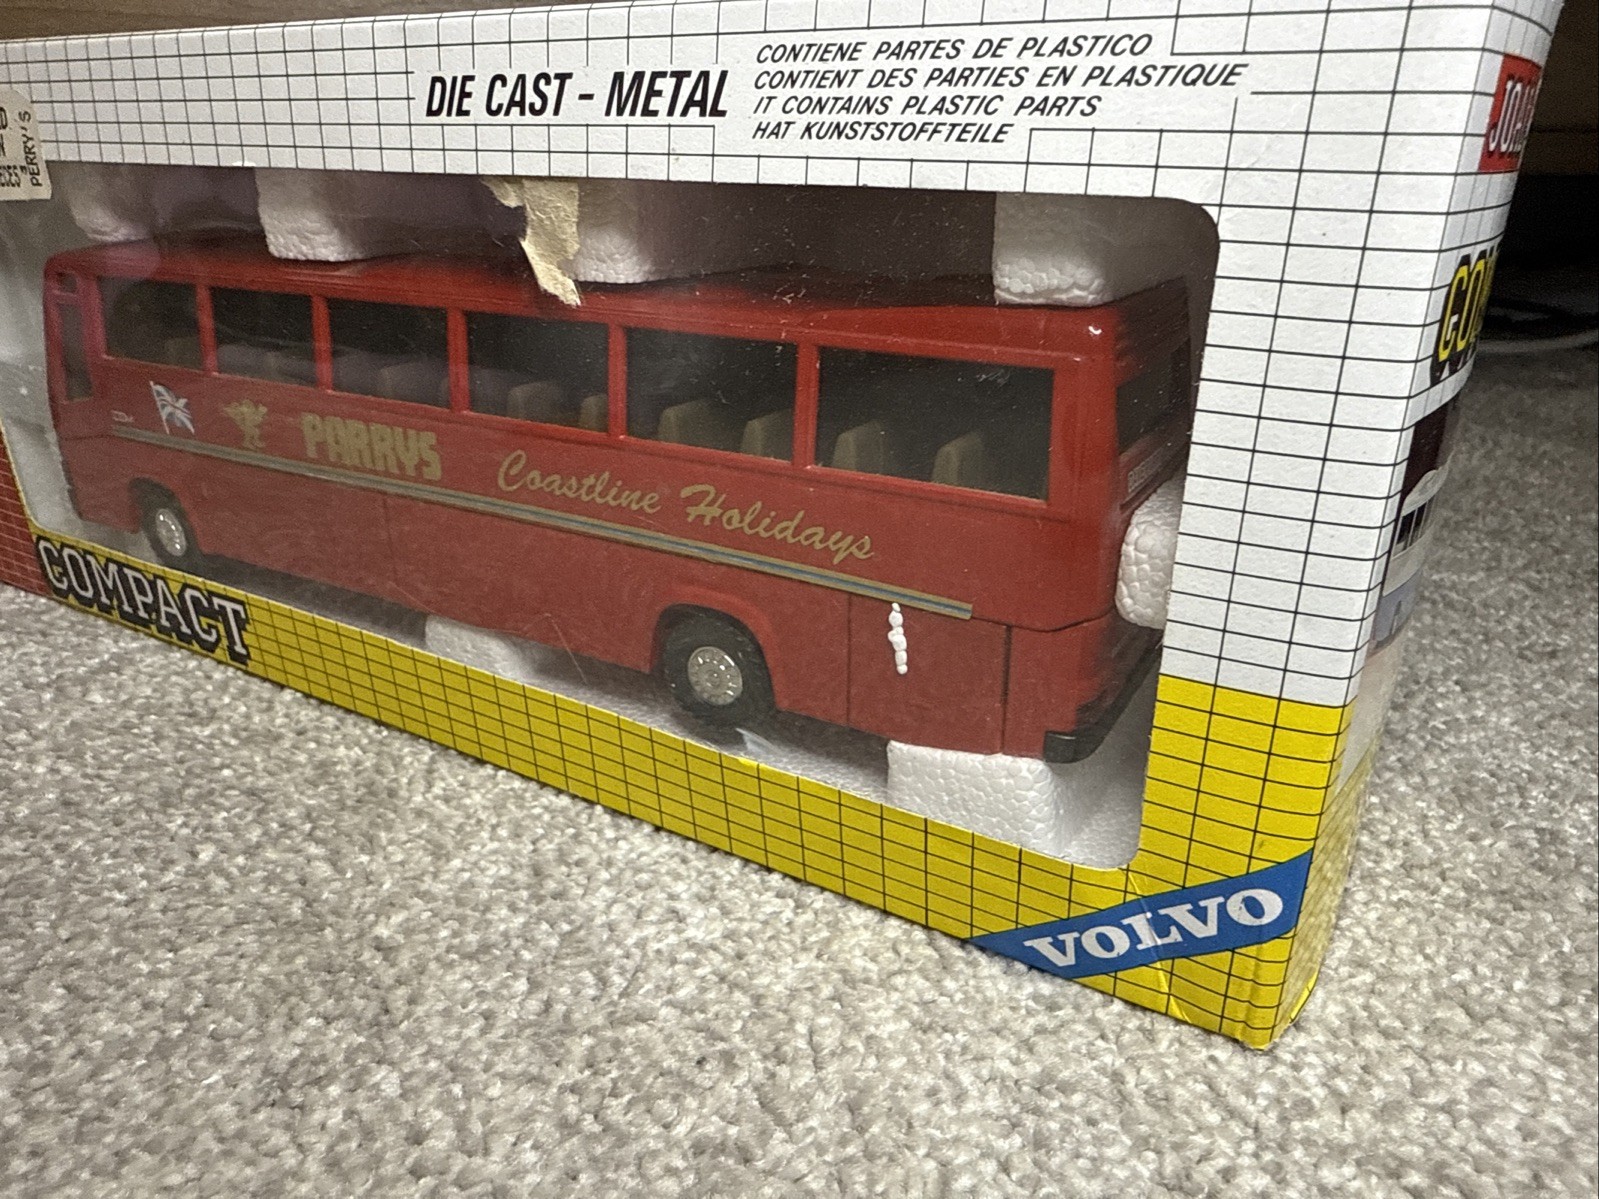 DIE CAST - METAL
CONTIENE PARTES DE PLASTICO
CONTIENT DES PARTIES EN PLASTIQUE
IT CONTAINS PLASTIC PARTS
HAT KUNSTSTOFFTEILE
PERRY'S
PARRYS
Coastline Holidays
COMPACT
VOLVO